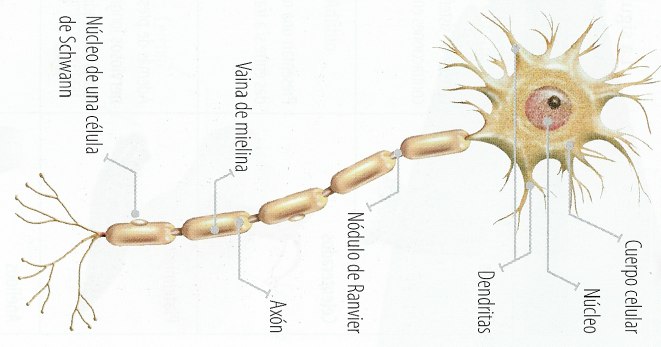 Cuerpo celular
Núcleo
Dendritas
Nódulo de Ranvier
Axón
Vaina de mielina
Núcleo de una célula
de Schwann